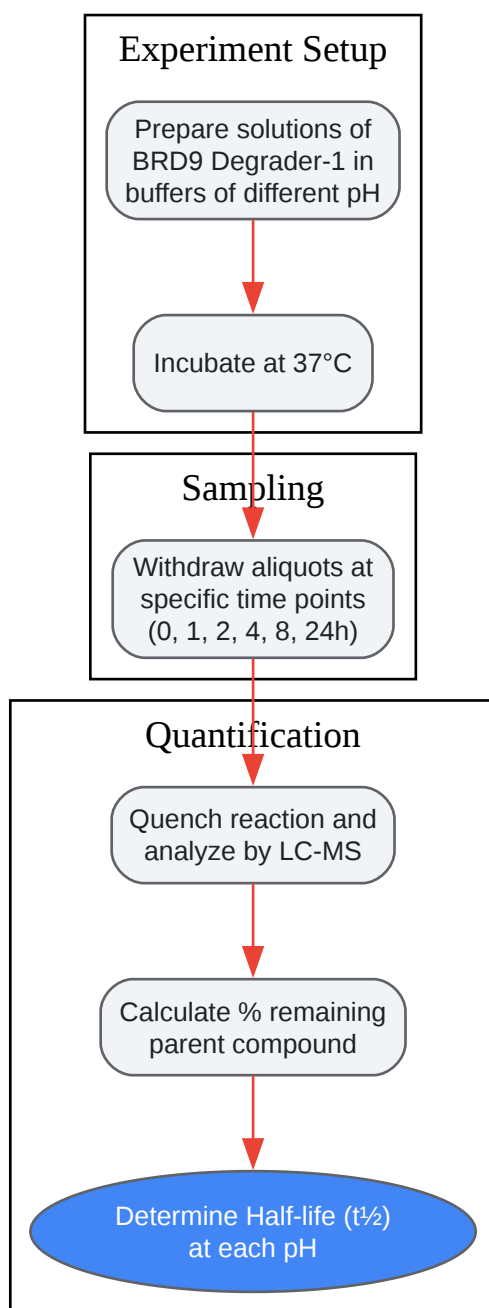 Experiment Setup
Prepare solutions of
BRD9 Degrader-1 in
buffers of different pH
Incubate at 37°C
Sampling
Withdraw aliquots at
specific time points
(0, 1, 2, 4, 8, 24h)
Quantification
Quench reaction and
analyze by LC-MS
Calculate % remaining
parent compound
Determine Half-life (t½)
at each pH